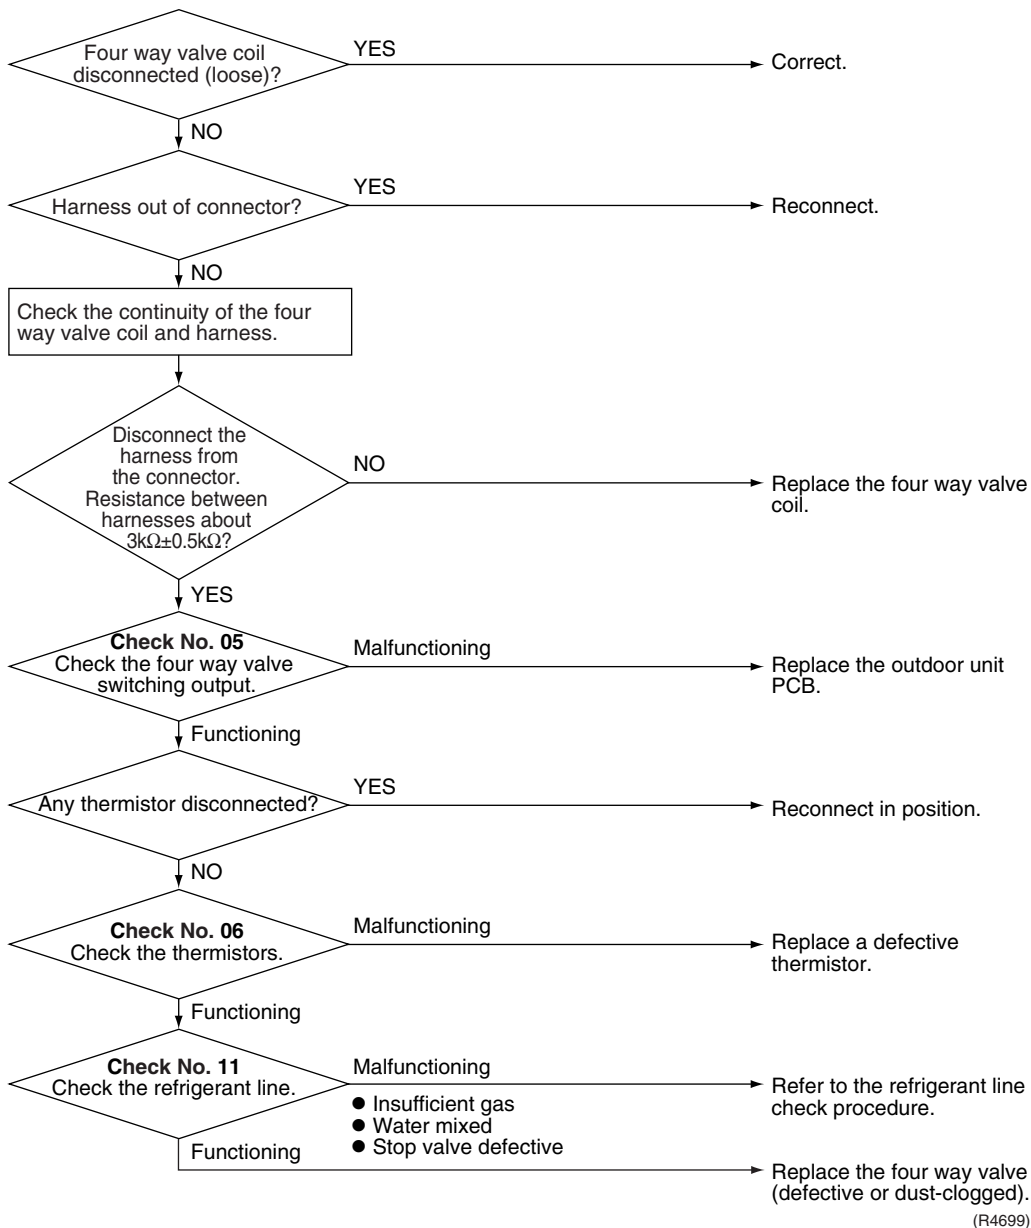 Four way valve coil
disconnected (loose)?
YES
Correct.
NO
Harness out of connector?
YES
Reconnect.
NO
Check the continuity of the four
way valve coil and harness.
Disconnect the
harness from
the connector.
Resistance between
harnesses about
3kΩ±0.5kΩ?
NO
Replace the four way valve
coil.
YES
Check No. 05
Check the four way valve
switching output.
Malfunctioning
Replace the outdoor unit
PCB.
Functioning
Any thermistor disconnected?
YES
Reconnect in position.
NO
Check No. 06
Check the thermistors.
Malfunctioning
Replace a defective
thermistor.
Functioning
Check No. 11
Check the refrigerant line.
Malfunctioning
● Insufficient gas
● Water mixed
● Stop valve defective
Refer to the refrigerant line
check procedure.
Functioning
Replace the four way valve
(defective or dust-clogged).
(R4699)